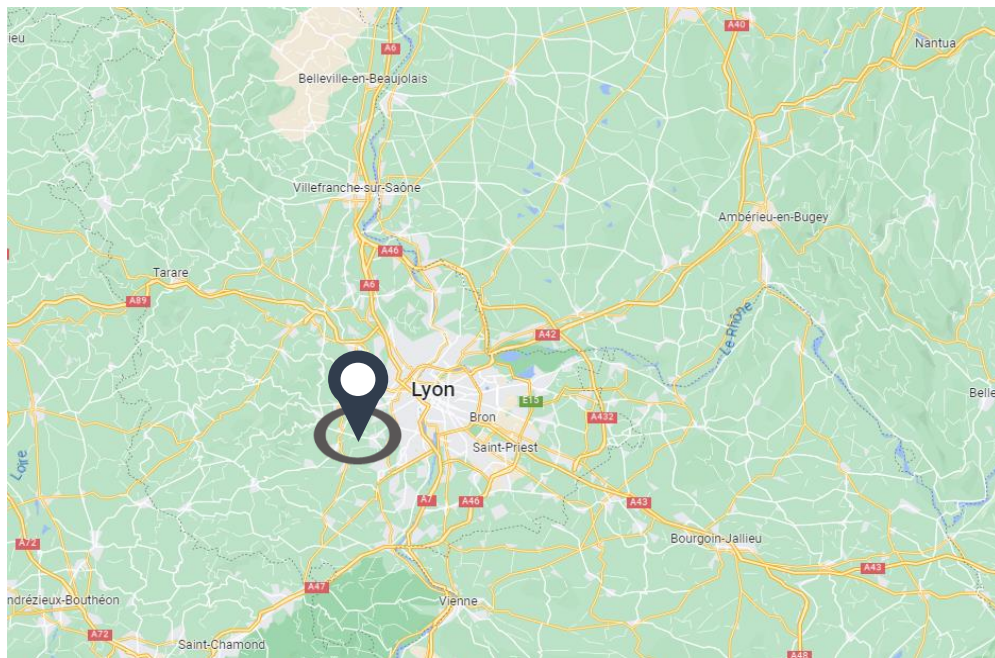 A40
ieu
Nantua
A6
Belleville-en-Beaujolais
Villefranche-sur-Saône
Ambérieu-en-Bugey
A46
Tarare
A6
A89
Le Rhône
A42
Lyon
Belle
E15
Bron
A432
Saint-Priest
Loire
A7
A46
A43
Bourgoin-Jallieu
A72
A43
A47
ndrézieux-Bouthéon
Vienne
A72
Saint-Chamond
A48